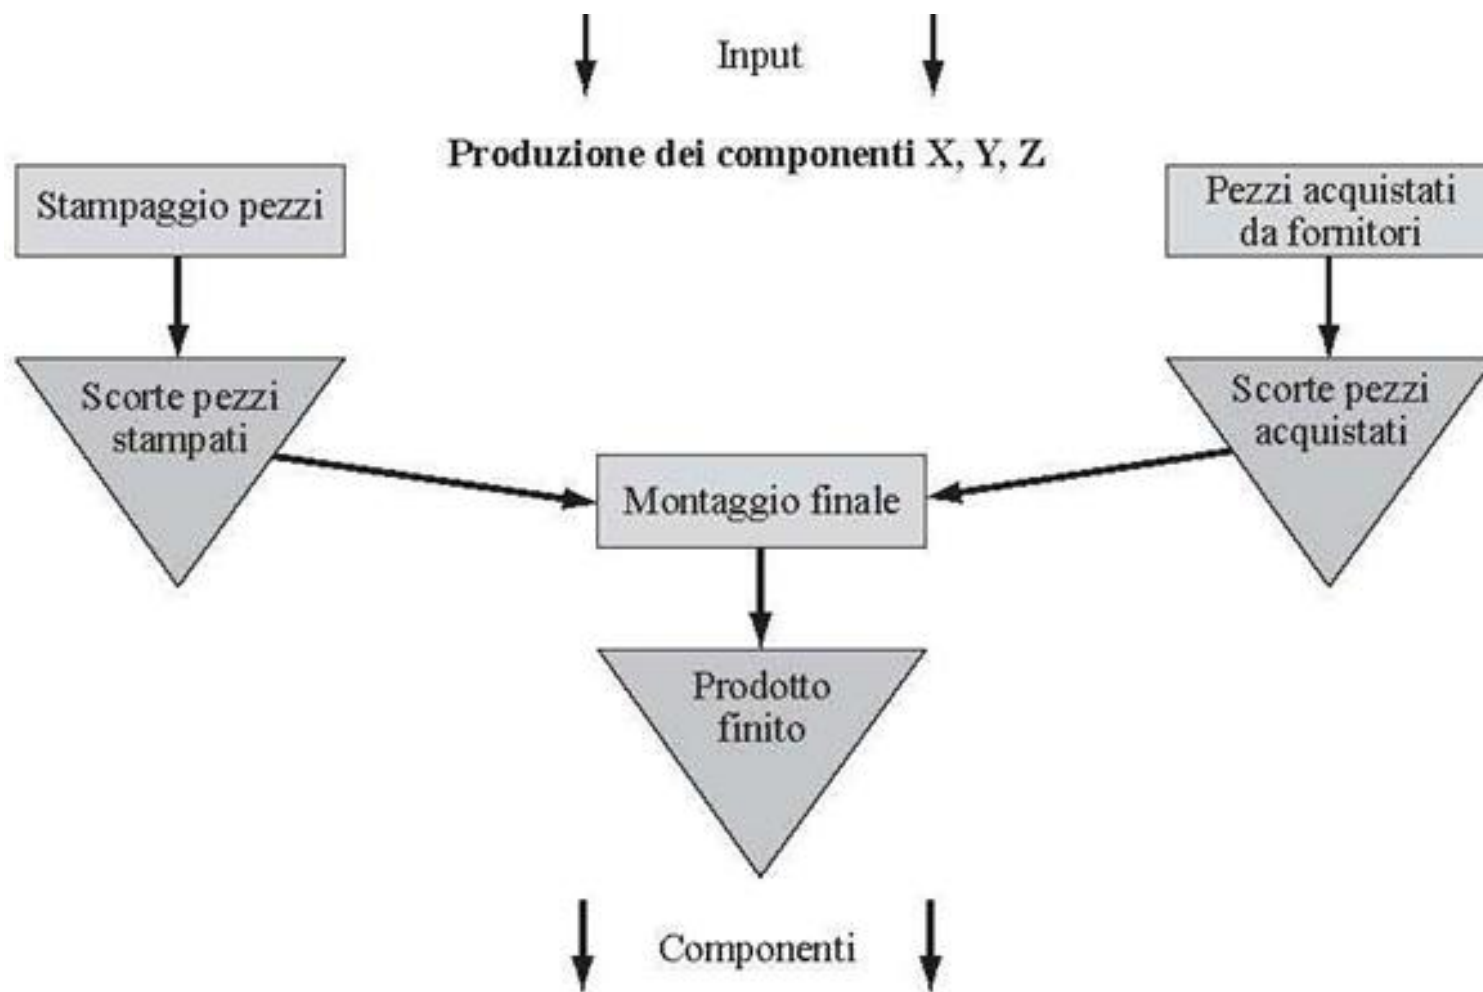 Input
Produzione dei componenti X, Y, Z
Stampaggio pezzi
Pezzi acquistati
da fornitori
Scorte pezzi
stampati
Scorte pezzi
acquistati
Montaggio finale
Prodotto
finito
Componenti